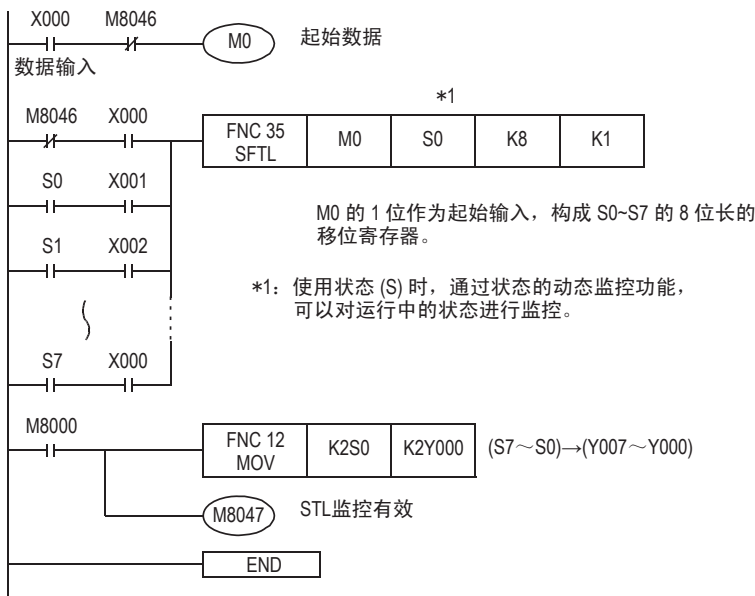 X000 M8046
M0 起始数据
数据输入
*1
M8046 X000
FNC 35
SFTL M0 S0 K8 K1
S0 X001
M0 的 1 位作为起始输入，构成 S0~S7 的 8 位长的
移位寄存器。
S1 X002
*1：使用状态 (S) 时，通过状态的动态监控功能，
可以对运行中的状态进行监控。
S7 X000
M8000
FNC 12
MOV K2S0 K2Y000 (S7～S0)→(Y007～Y000)
M8047 STL监控有效
END